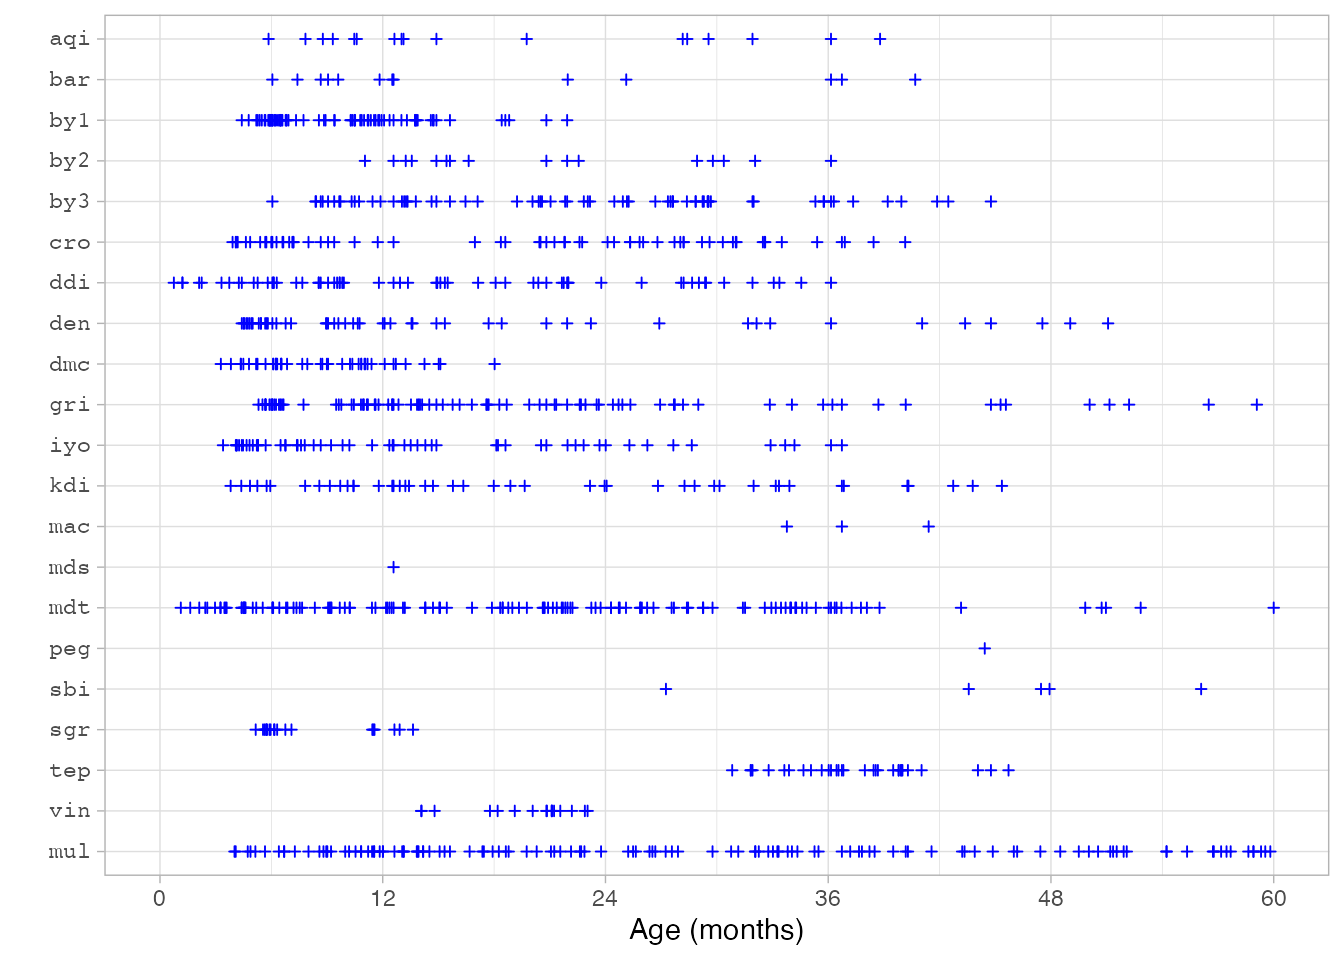 aqi
bar
by1
by2
by3
cro
ddi
den
dmc
gri
iyo
kdi
mac
mds
mdt
peg
sbi
sgr
tep
vin
mul
0 12 24 36 48 60
Age (months)